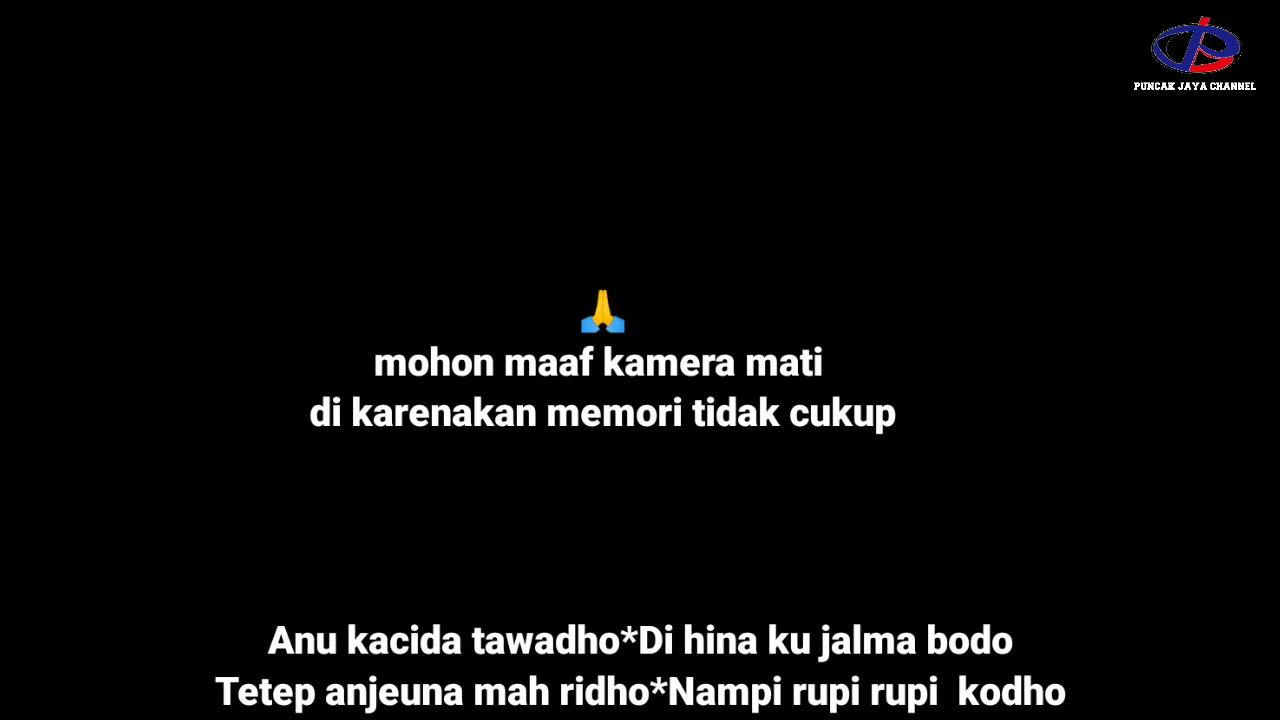 PUNCAK JAYA CHANNEL
🙏
mohon maaf kamera mati
di karenakan memori tidak cukup
Anu kacida tawadho*Di hina ku jalma bodo
Tetep anjeuna mah ridho*Nampi rupi rupi  kodho